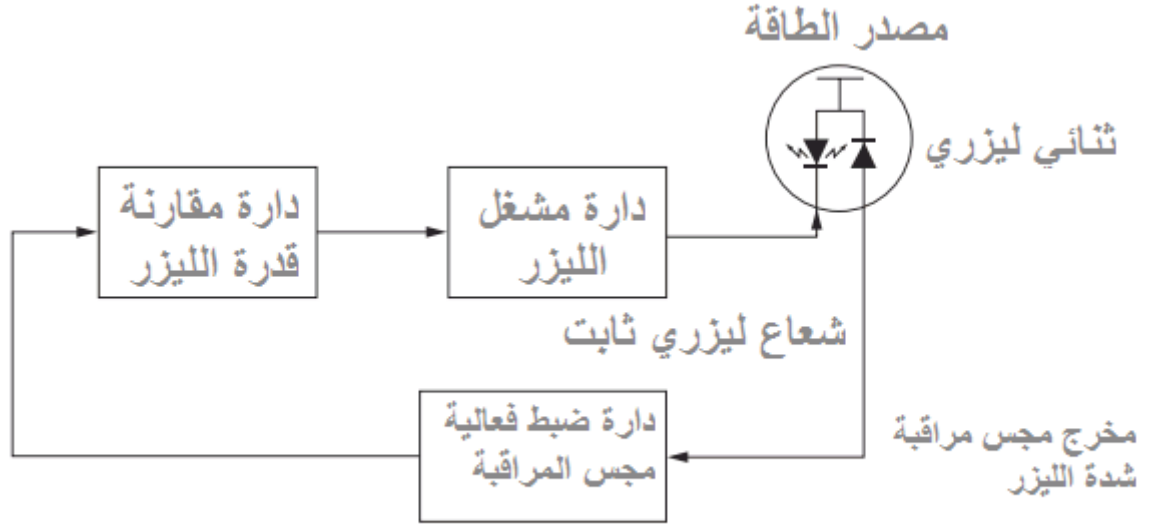 مصدر الطاقة
ثنائي ليزري
دارة مقارنة
قدرة الليزر
دارة مشغل
الليزر
شعاع ليزري ثابت
دارة ضبط فعالية
مجس المراقبة
مخرج مجس مراقبة
شدة الليزر